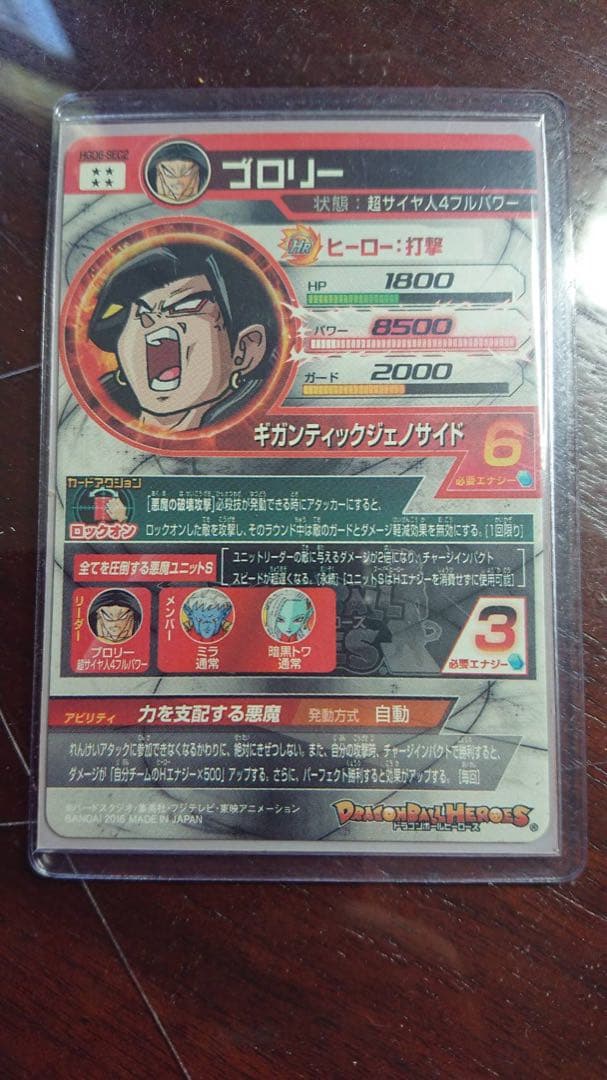 HGD6-SEC2
★★
★★
ブロリー
状態：超サイヤ人4フルパワー
HR ヒーロー：打撃
HP 1800
パワー 8500
ガード 2000
ギガンティックジェノサイド 6
必要エナジー
カードアクション
ロックオン
【悪魔の破壊攻撃】必殺技が発動できる時にアタッカーにすると、
ロックオンした敵を攻撃し、そのラウンド中は敵のガードとダメージ軽減効果を無効にする。[1回限り]
全てを圧倒する悪魔ユニットS
ユニットリーダーの敵に与えるダメージが2倍になり、チャージインパクト
スピードが超遅くなる。［永続］［ユニットSはHエナジーを消費せずに使用可能］
リーダー
ブロリー
超サイヤ人4フルパワー
メンバー
ミラ
通常
暗黒トワ
通常
3
必要エナジー
アビリティ 力を支配する悪魔 発動方式 自動
れんけいアタックに参加できなくなるかわりに、絶対にきぜつしない。また、自分の攻撃時、チャージインパクトで勝利すると、
ダメージが「自分チームのHエナジー×500」アップする。さらに、パーフェクト勝利すると効果がアップする。［毎回］
©バードスタジオ・集英社・フジテレビ・東映アニメーション
©BANDAI 2016 MADE IN JAPAN
DRAGONBALL HEROES®
ドラゴンボールヒーローズ